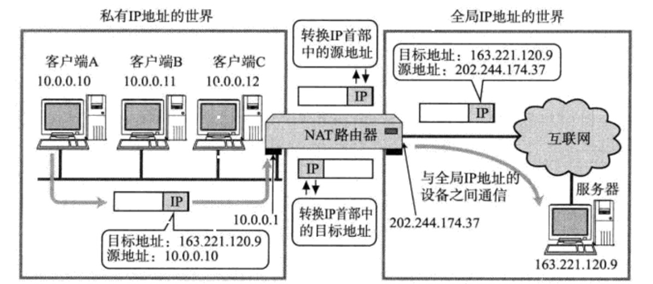 私有IP地址的世界
全局IP地址的世界
客户端A
10.0.0.10
客户端B
10.0.0.11
客户端C
10.0.0.12
转换IP首部
中的源地址
目标地址：163.221.120.9
源地址：202.244.174.37
IP
IP
NAT路由器
互联网
IP
IP
10.0.0.1
转换IP首部中
的目标地址
与全局IP地址的
设备之间通信
202.244.174.37
服务器
163.221.120.9
目标地址：163.221.120.9
源地址：10.0.0.10